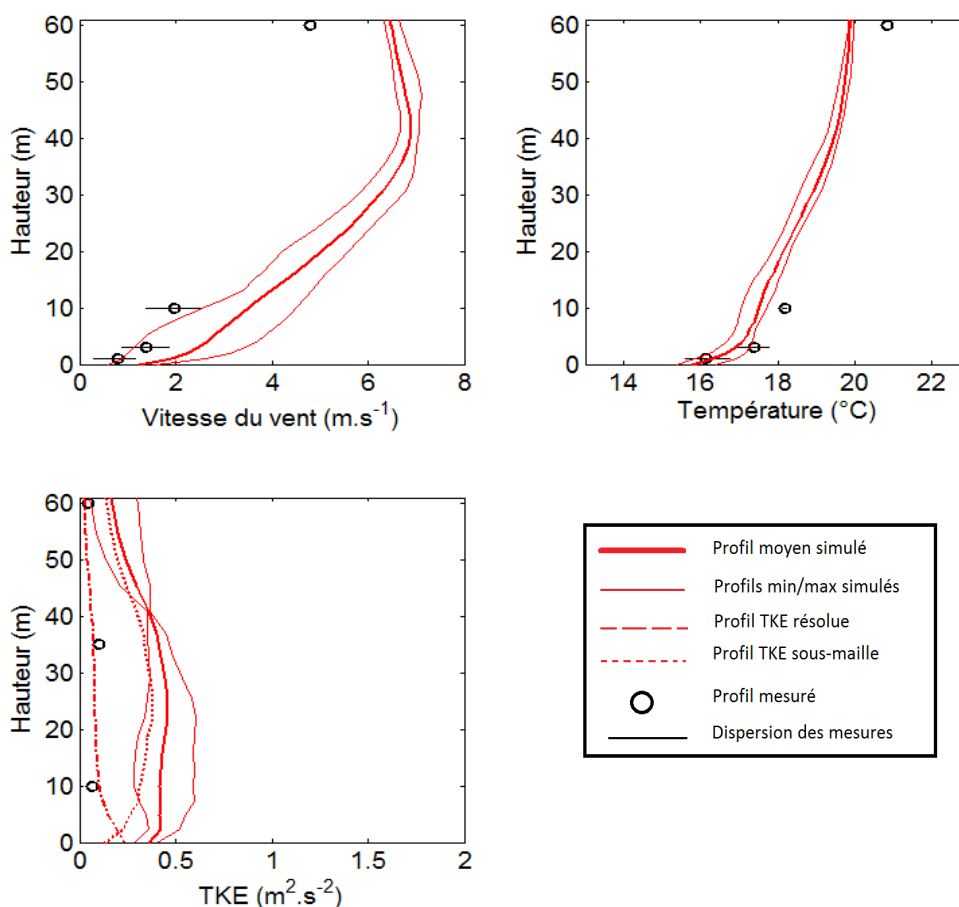 60
50
40
30
20
10
0
Hauteur (m)
0 2 4 6 8
Vitesse du vent (m.s⁻¹)
60
50
40
30
20
10
0
Hauteur (m)
14 16 18 20 22
Température (°C)
60
50
40
30
20
10
0
Hauteur (m)
0 0.5 1 1.5 2
TKE (m².s⁻²)
Profil moyen simulé
Profils min/max simulés
Profil TKE résolue
Profil TKE sous-maille
Profil mesuré
Dispersion des mesures